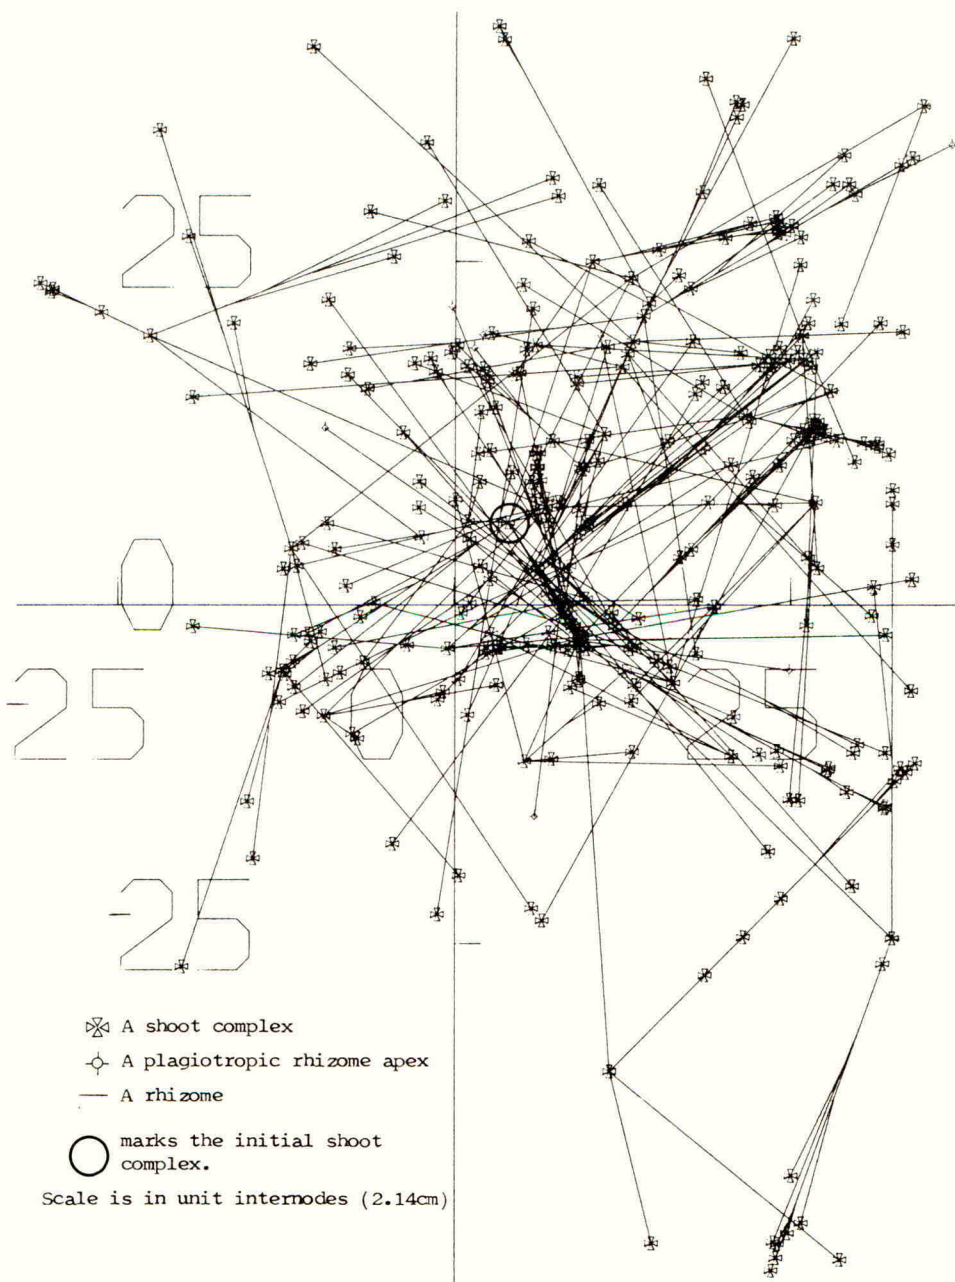 25
0
-25 0 25
-25
A shoot complex
A plagiotropic rhizome apex
A rhizome
marks the initial shoot
complex.
Scale is in unit internodes (2.14cm)